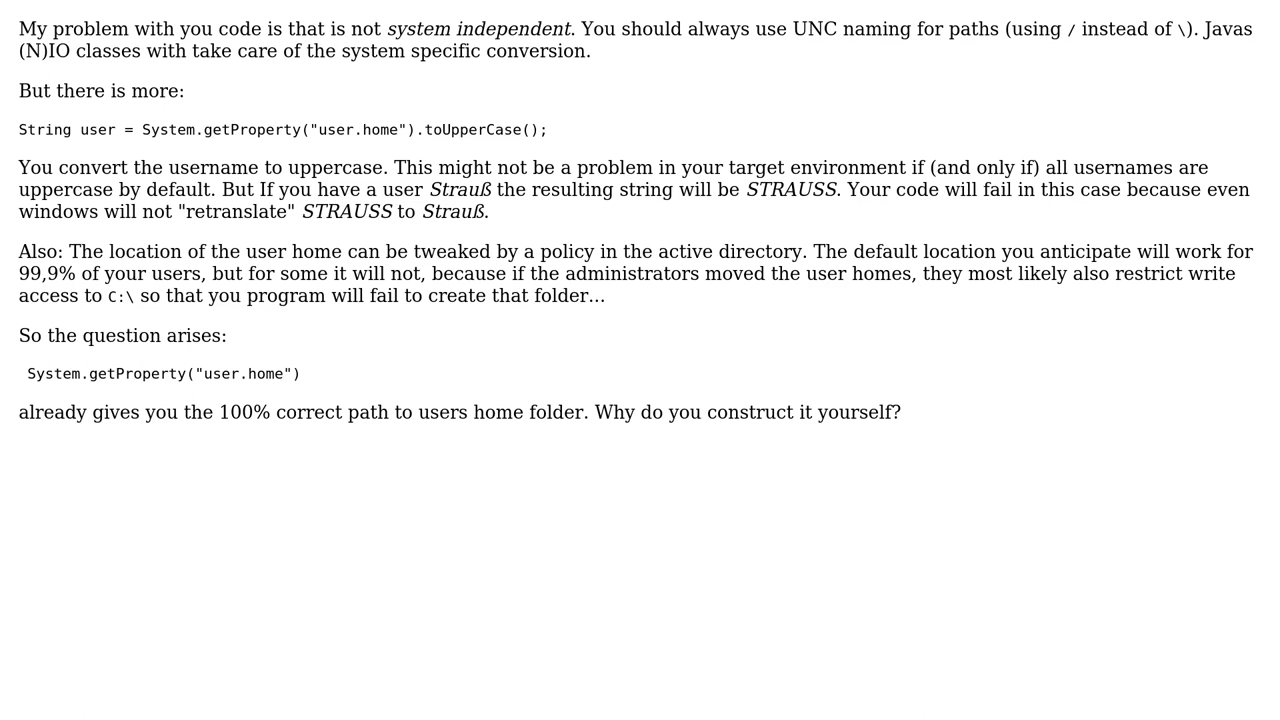 My problem with you code is that is not system independent. You should always use UNC naming for paths (using / instead of \). Javas
(N)IO classes with take care of the system specific conversion.
But there is more:
String user = System.getProperty("user.home").toUpperCase();
You convert the username to uppercase. This might not be a problem in your target environment if (and only if) all usernames are
uppercase by default. But If you have a user Strauß the resulting string will be STRAUSS. Your code will fail in this case because even
windows will not "retranslate" STRAUSS to Strauß.
Also: The location of the user home can be tweaked by a policy in the active directory. The default location you anticipate will work for
99,9% of your users, but for some it will not, because if the administrators moved the user homes, they most likely also restrict write
access to C:\ so that you program will fail to create that folder...
So the question arises:
System.getProperty("user.home")
already gives you the 100% correct path to users home folder. Why do you construct it yourself?